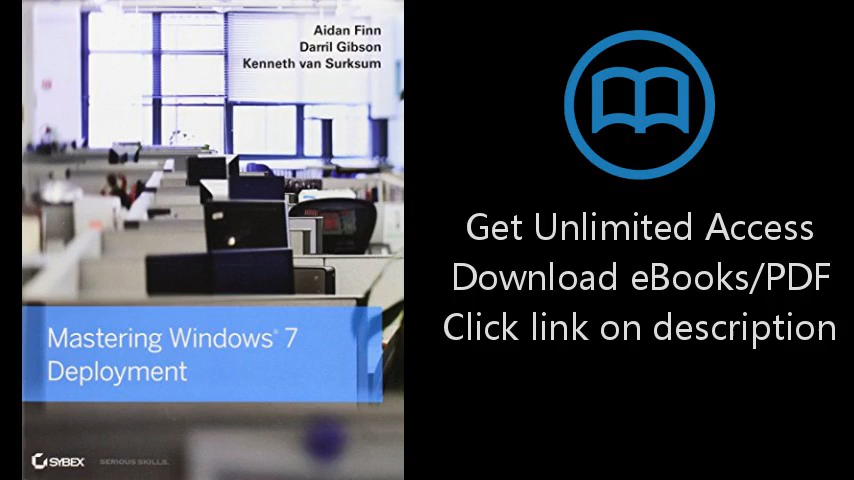 Aidan Finn
Darril Gibson
Kenneth van Surksum
Mastering Windows® 7
Deployment
SYBEX
SERIOUS SKILLS.
Get Unlimited Access
Download eBooks/PDF
Click link on description